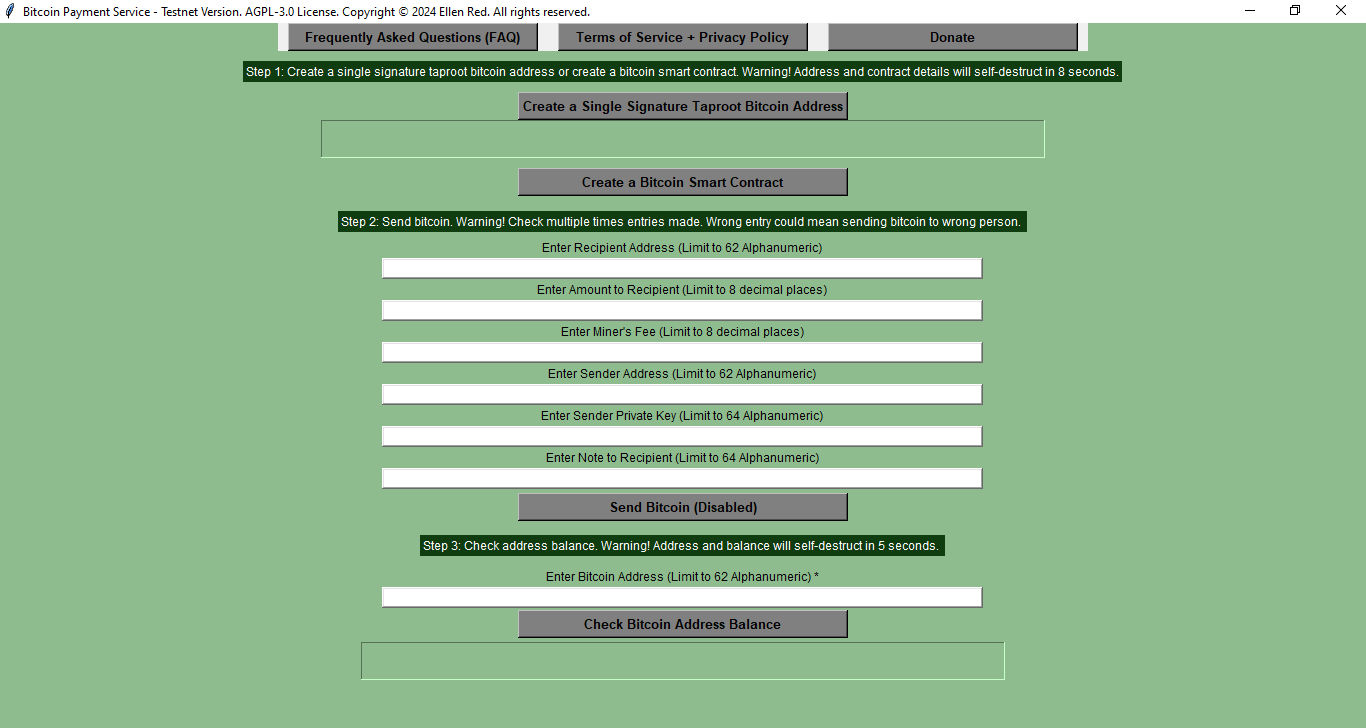 Bitcoin Payment Service - Testnet Version. AGPL-3.0 License. Copyright © 2024 Ellen Red. All rights reserved.
Frequently Asked Questions (FAQ) Terms of Service + Privacy Policy Donate
Step 1: Create a single signature taproot bitcoin address or create a bitcoin smart contract. Warning! Address and contract details will self-destruct in 8 seconds.
Create a Single Signature Taproot Bitcoin Address
Create a Bitcoin Smart Contract
Step 2: Send bitcoin. Warning! Check multiple times entries made. Wrong entry could mean sending bitcoin to wrong person.
Enter Recipient Address (Limit to 62 Alphanumeric)
Enter Amount to Recipient (Limit to 8 decimal places)
Enter Miner's Fee (Limit to 8 decimal places)
Enter Sender Address (Limit to 62 Alphanumeric)
Enter Sender Private Key (Limit to 64 Alphanumeric)
Enter Note to Recipient (Limit to 64 Alphanumeric)
Send Bitcoin (Disabled)
Step 3: Check address balance. Warning! Address and balance will self-destruct in 5 seconds.
Enter Bitcoin Address (Limit to 62 Alphanumeric) *
Check Bitcoin Address Balance